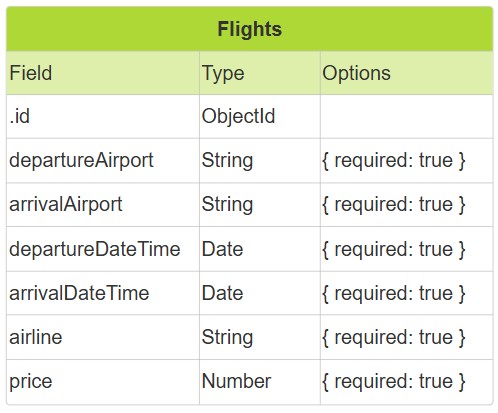 Flights
Field Type Options
.id ObjectId
departureAirport String { required: true }
arrivalAirport String { required: true }
departureDateTime Date { required: true }
arrivalDateTime Date { required: true }
airline String { required: true }
price Number { required: true }